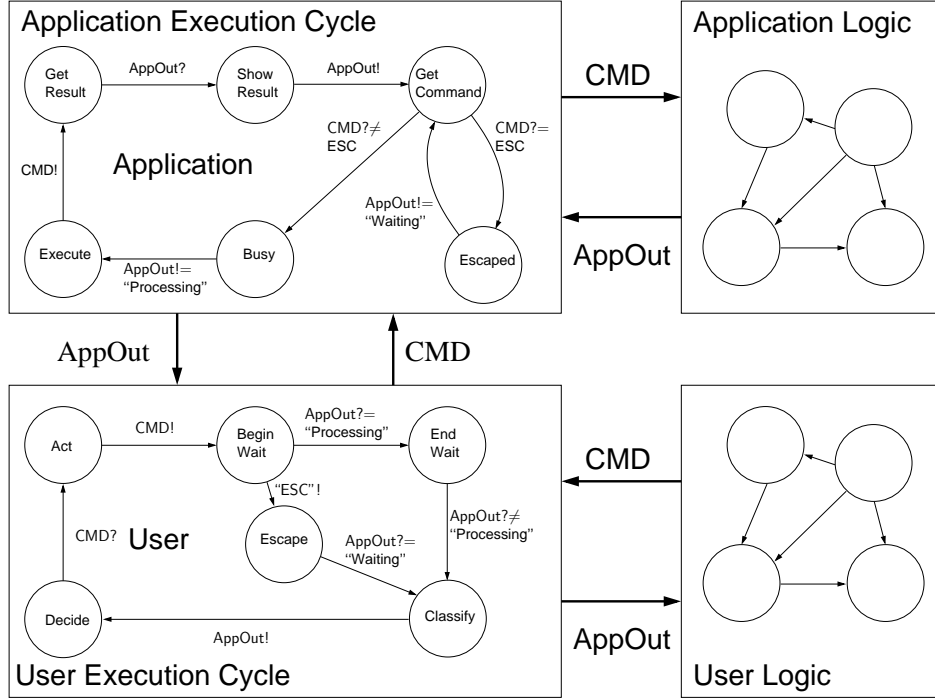 Application Execution Cycle
Application Logic
Get
Result
AppOut?
Show
Result
AppOut!
Get
Command
CMD
CMD?≠
ESC
CMD?=
ESC
CMD!
Application
AppOut!=
“Waiting”
Execute
AppOut!=
“Processing”
Busy
Escaped
AppOut
AppOut
CMD
Act
CMD!
Begin
Wait
AppOut?=
“Processing”
End
Wait
CMD
“ESC”!
CMD?
User
Escape
AppOut?=
“Waiting”
AppOut?≠
“Processing”
Decide
AppOut!
Classify
AppOut
User Execution Cycle
User Logic